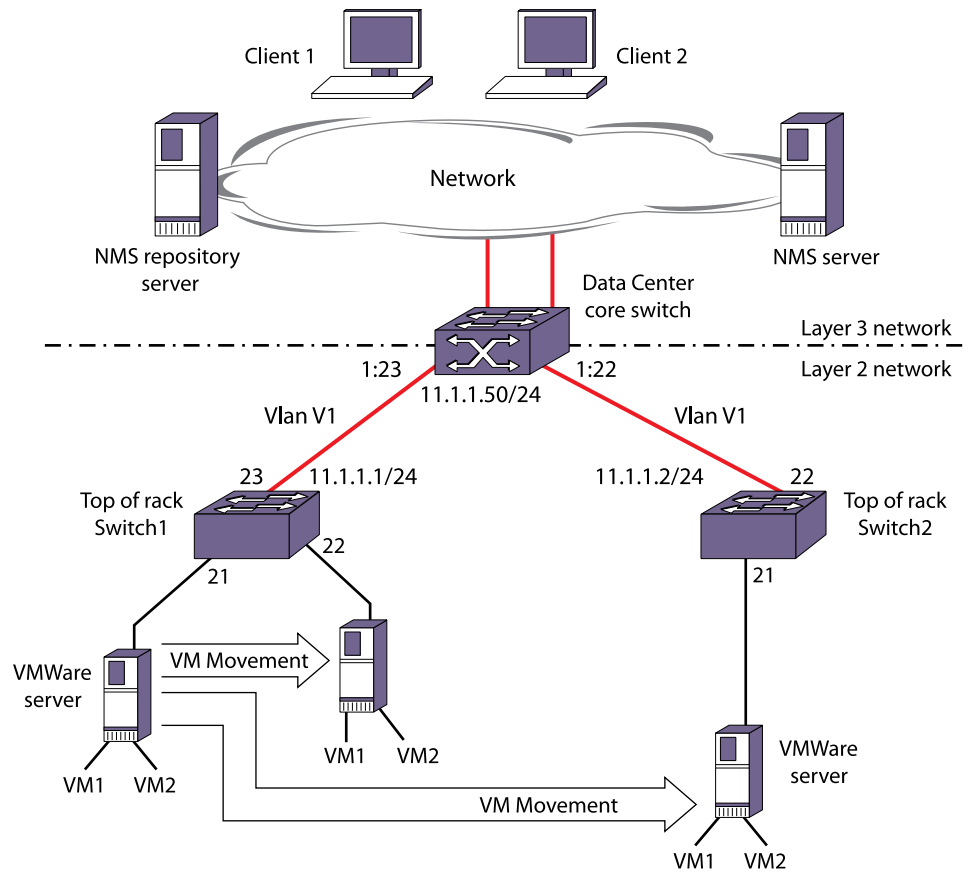 Client 1
Client 2
Network
NMS repository
server
NMS server
Data Center
core switch
Layer 3 network
Layer 2 network
1:23
1:22
11.1.1.50/24
Vlan V1
Vlan V1
23
11.1.1.1/24
11.1.1.2/24
22
Top of rack
Switch1
Top of rack
Switch2
22
21
21
VMWare
server
VM Movement
VM1
VM2
VM1
VM2
VMWare
server
VM Movement
VM1
VM2